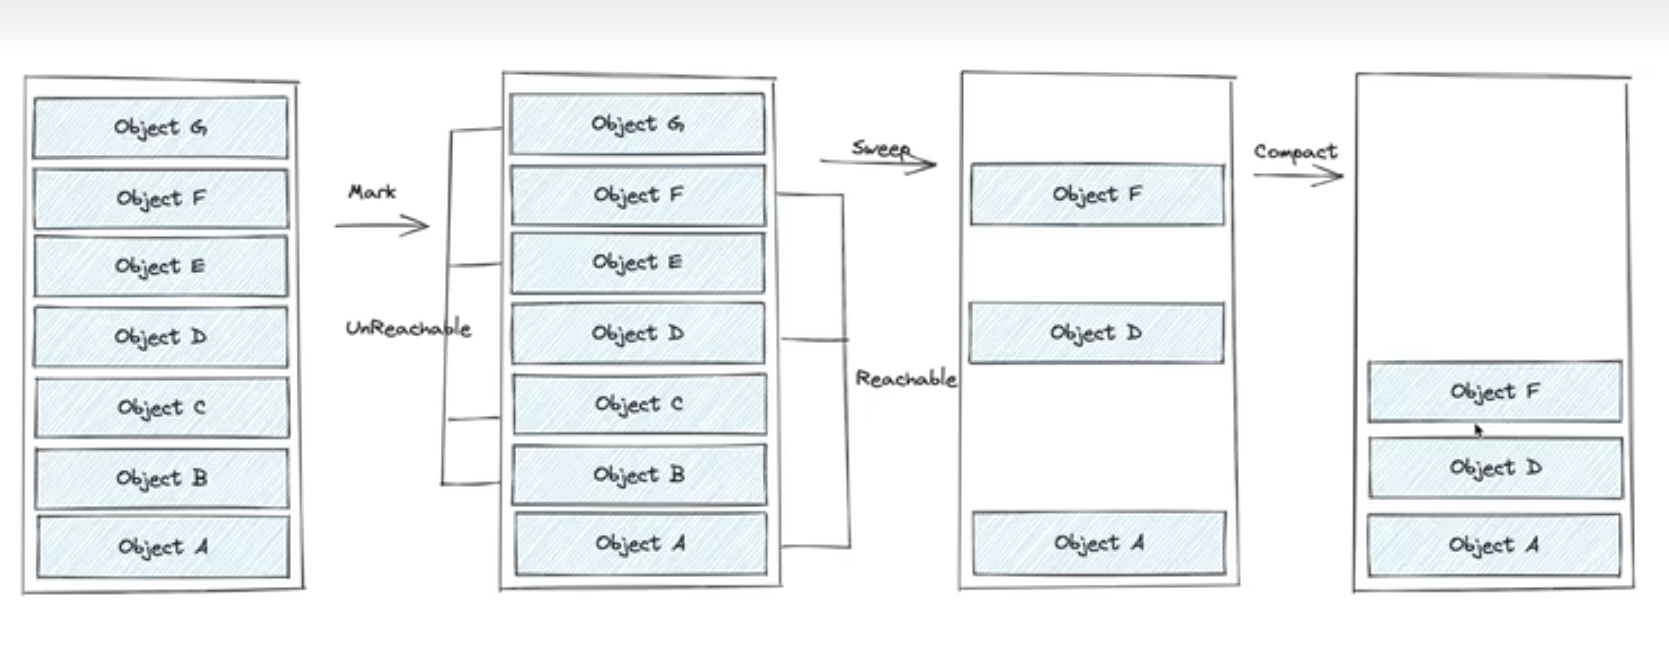 Object G
Object F
Object E
Object D
Object C
Object B
Object A
Mark
UnReachable
Object G
Object F
Object E
Object D
Object C
Object B
Object A
Reachable
Sweep
Object F
Object D
Object A
Compact
Object F
Object D
Object A